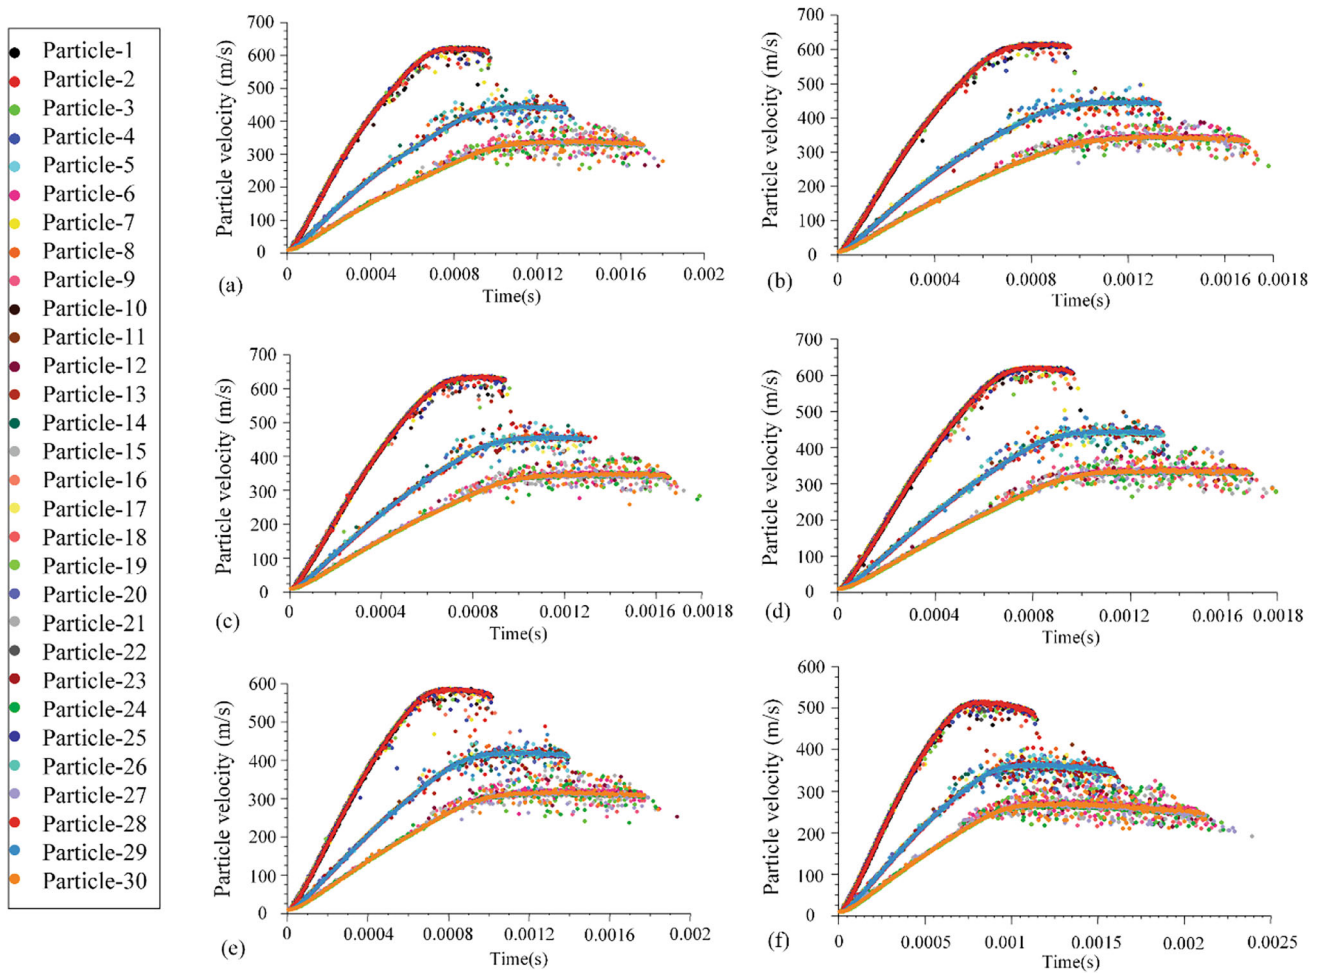 Particle-1
Particle-2
Particle-3
Particle-4
Particle-5
Particle-6
Particle-7
Particle-8
Particle-9
Particle-10
Particle-11
Particle-12
Particle-13
Particle-14
Particle-15
Particle-16
Particle-17
Particle-18
Particle-19
Particle-20
Particle-21
Particle-22
Particle-23
Particle-24
Particle-25
Particle-26
Particle-27
Particle-28
Particle-29
Particle-30
Particle velocity (m/s)
700
600
500
400
300
200
100
0
0 0.0004 0.0008 0.0012 0.0016 0.002
(a)
Time(s)
Particle velocity (m/s)
700
600
500
400
300
200
100
0
0 0.0004 0.0008 0.0012 0.0016 0.0018
(b)
Time(s)
Particle velocity (m/s)
700
600
500
400
300
200
100
0
0 0.0004 0.0008 0.0012 0.0016 0.0018
(c)
Time(s)
Particle velocity (m/s)
700
600
500
400
300
200
100
0
0 0.0004 0.0008 0.0012 0.0016 0.0018
(d)
Time(s)
Particle velocity (m/s)
600
500
400
300
200
100
0
0 0.0004 0.0008 0.0012 0.0016 0.002
(e)
Time(s)
Particle velocity (m/s)
600
500
400
300
200
100
0
0 0.0005 0.001 0.0015 0.002 0.0025
(f)
Time(s)